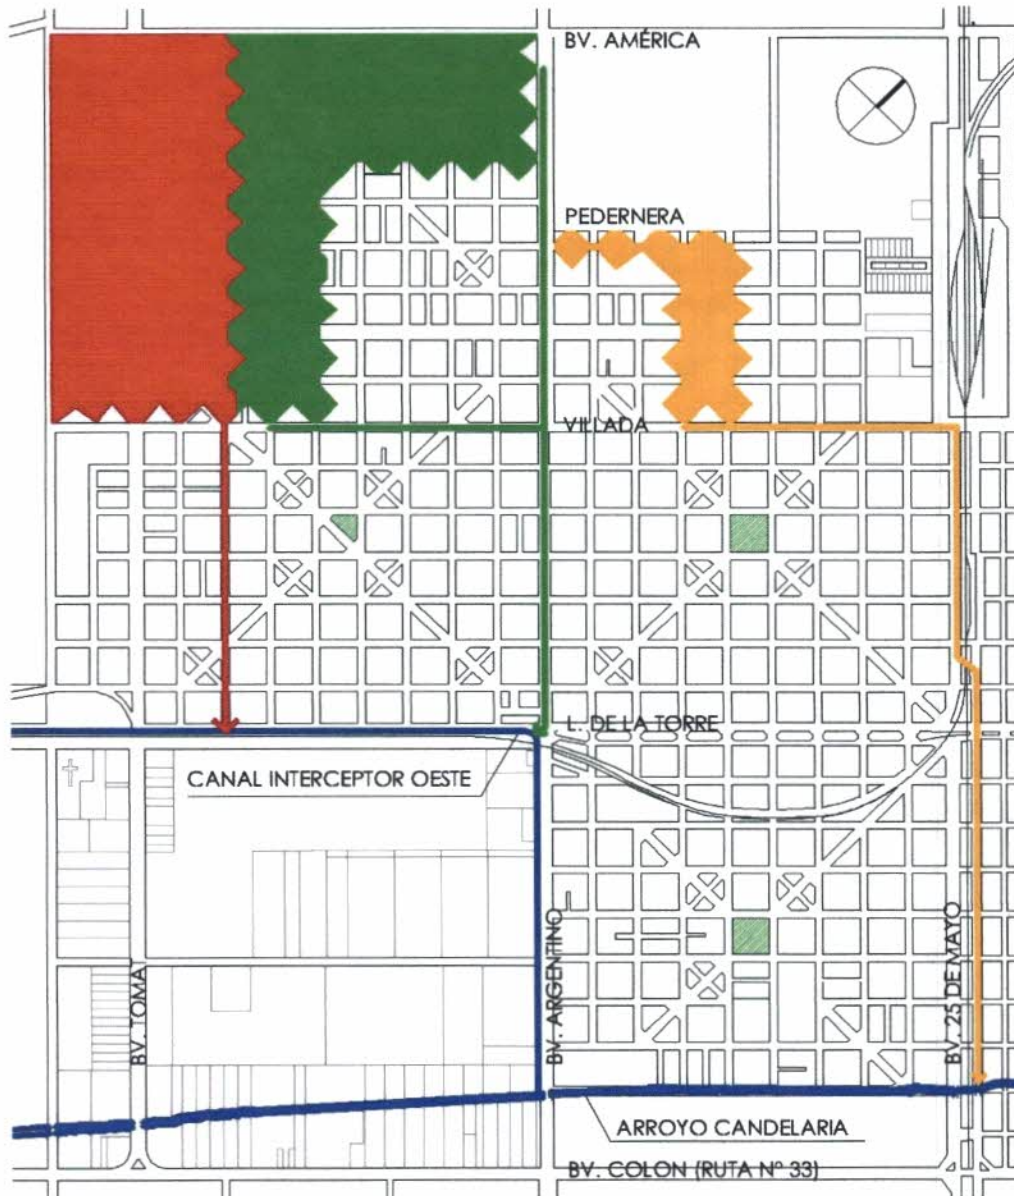 BV. AMÉRICA
PEDERNERA
VILLADA
L. DE LA TORRE
CANAL INTERCEPTOR OESTE
BV. TOMAT
BV. ARGENTINO
BV. 25 DE MAYO
ARROYO CANDELARIA
BV. COLON (RUTA Nº 33)